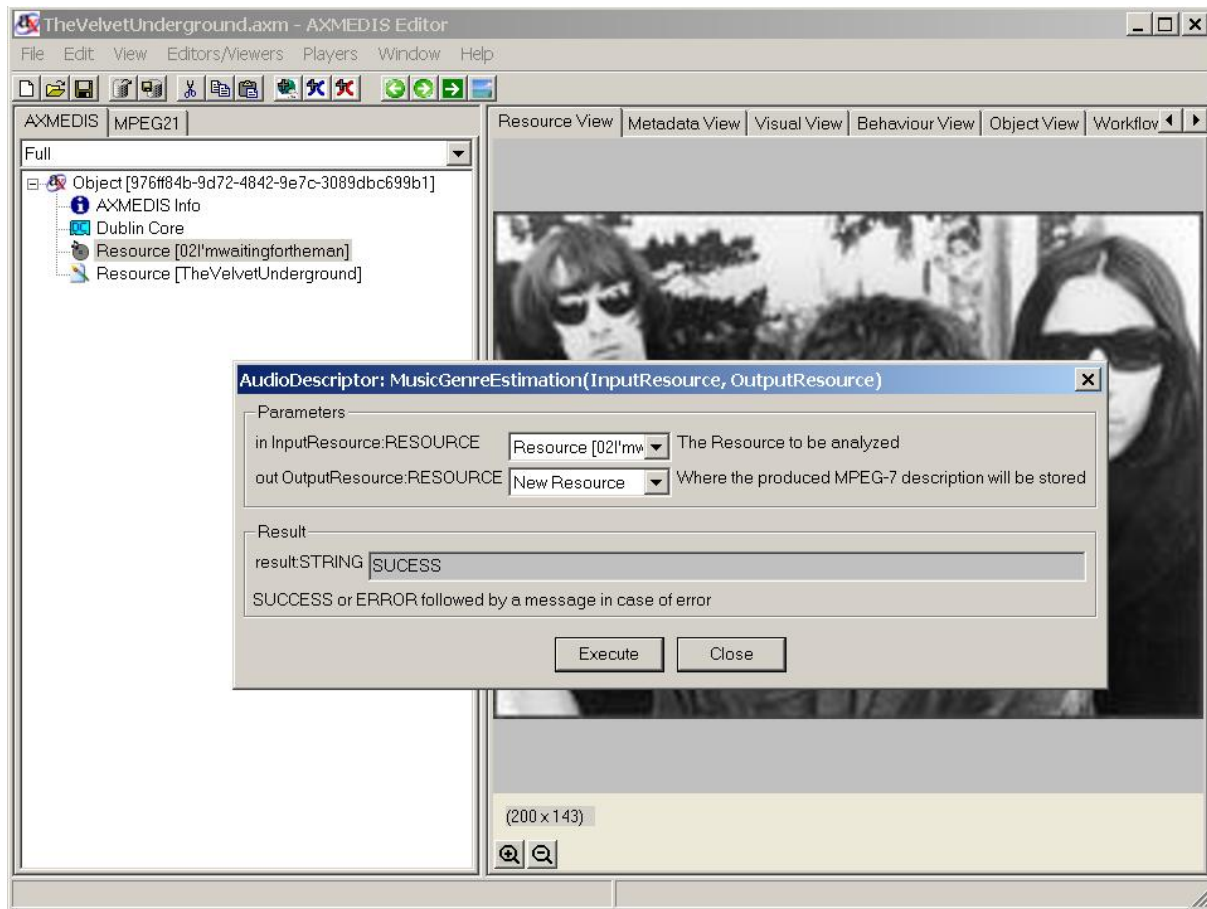 TheVelvetUnderground.axm - AXMEDIS Editor
File Edit View Editors/Viewers Players Window Help
AXMEDIS MPEG21
Full
Object [976ff84b-9d72-4842-9e7c-3089dbc699b1]
AXMEDIS Info
DC Dublin Core
Resource [02I'mwaitingfortheman]
Resource [TheVelvetUnderground]
Resource View Metadata View Visual View Behaviour View Object View Workflov
AudioDescriptor: MusicGenreEstimation(InputResource, OutputResource)
Parameters
in InputResource:RESOURCE Resource [02I'mw The Resource to be analyzed
out OutputResource:RESOURCE New Resource Where the produced MPEG-7 description will be stored
Result
result:STRING SUCESS
SUCCESS or ERROR followed by a message in case of error
Execute Close
(200 x 143)